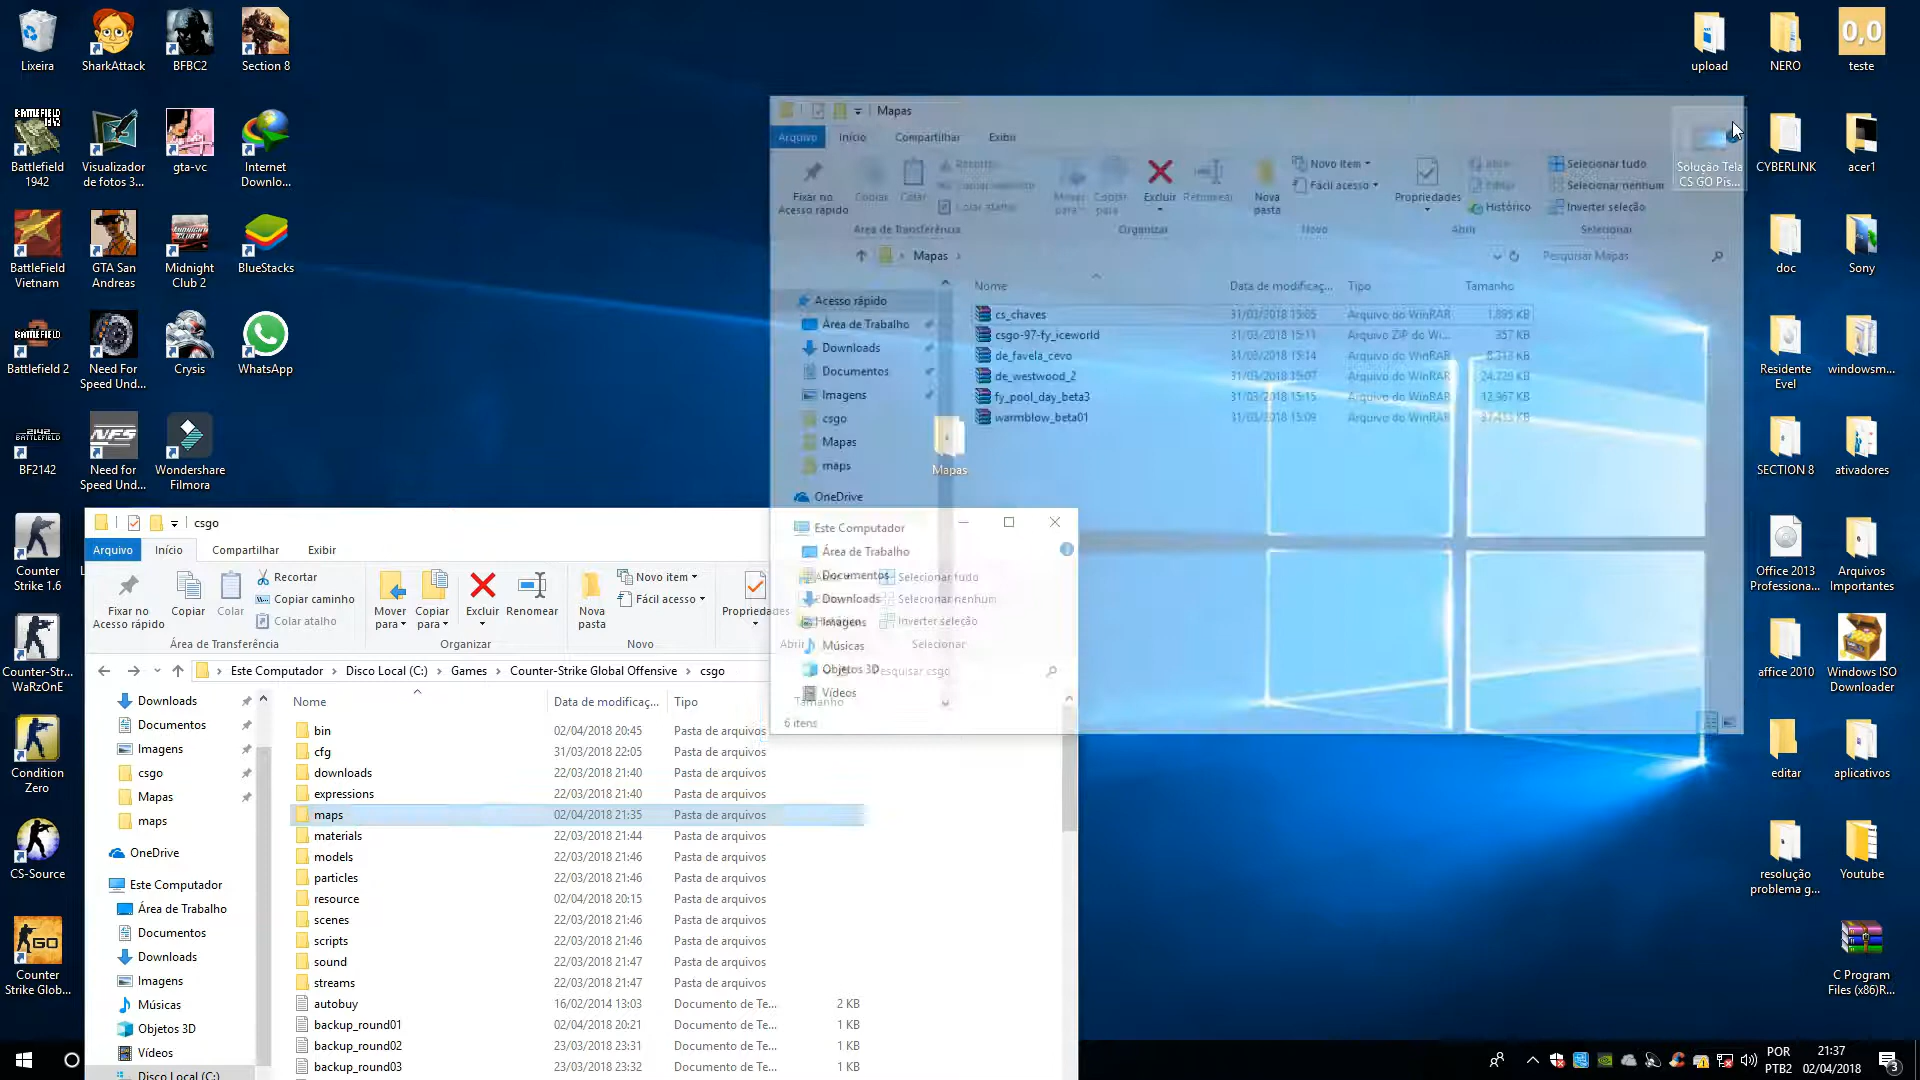 Lixeira
SharkAttack
BFBC2
Section 8
upload
NERO
0,0
teste
Battlefield
1942
Visualizador
de fotos 3...
gta-vc
Internet
Downlo...
Solução Tela
CS GO Pis...
CYBERLINK
acer1
BattleField
Vietnam
GTA San
Andreas
Midnight
Club 2
BlueStacks
doc
Sony
Battlefield 2
Need For
Speed Und...
Crysis
WhatsApp
Residente
Evel
windowsm...
BF2142
Need for
Speed Und...
Wondershare
Filmora
Mapas
SECTION 8
ativadores
Counter
Strike 1.6
Office 2013
Professiona...
Arquivos
Importantes
Counter-Str...
WaRzOnE
affice 2010
Windows ISO
Downloader
Condition
Zero
editar
aplicativos
CS-Source
resolução
problema g...
Youtube
Counter
Strike Glob...
C Program
Files (x86)R...
Mapas
Arquivo Início Compartilhar Exibir
Fixar no
Acesso rápido
Copiar
Colar
Colar atalho
Mover
para
Copiar
para
Excluir
Renomear
Nova
pasta
Novo item
Fácil acesso
Propriedades
Abrir
Editar
Histórico
Selecionar tudo
Selecionar nenhum
Inverter seleção
Área de Transferência Organizar Novo Abrir Selecionar
Mapas
Pesquisar Mapas
Nome Data de modificaç... Tipo Tamanho
cs_chaves 31/03/2018 15:05 Arquivo do WinRAR 1.895 KB
csgo-97-fy_iceworld 31/03/2018 15:11 Arquivo ZIP do Wi... 357 KB
de_favela_cevo 31/03/2018 15:14 Arquivo do WinRAR 8.313 KB
de_westwood_2 31/03/2018 15:07 Arquivo do WinRAR 24.729 KB
fy_pool_day_beta3 31/03/2018 15:15 Arquivo do WinRAR 12.967 KB
warmblow_beta01 31/03/2018 15:09 Arquivo do WinRAR
Acesso rápido
Área de Trabalho
Downloads
Documentos
Imagens
csgo
Mapas
maps
OneDrive
Este Computador
Área de Trabalho
Documentos
Downloads
Imagens
Músicas
Objetos 3D
Vídeos
6 itens
csgo
Arquivo Início Compartilhar Exibir
Fixar no
Acesso rápido
Copiar
Colar
Recortar
Copiar caminho
Colar atalho
Mover
para
Copiar
para
Excluir
Renomear
Nova
pasta
Novo item
Fácil acesso
Propriedades
Selecionar tudo
Selecionar nenhum
Inverter seleção
Área de Transferência Organizar Novo Abrir Selecionar
Este Computador Disco Local (C:) Games Counter-Strike Global Offensive csgo
Pesquisar csgo
Nome Data de modificaç... Tipo Tamanho
bin 02/04/2018 20:45 Pasta de arquivos
cfg 31/03/2018 22:05 Pasta de arquivos
downloads 22/03/2018 21:40 Pasta de arquivos
expressions 22/03/2018 21:40 Pasta de arquivos
maps 02/04/2018 21:35 Pasta de arquivos
materials 22/03/2018 21:44 Pasta de arquivos
models 22/03/2018 21:46 Pasta de arquivos
particles 22/03/2018 21:46 Pasta de arquivos
resource 02/04/2018 20:15 Pasta de arquivos
scenes 22/03/2018 21:46 Pasta de arquivos
scripts 22/03/2018 21:46 Pasta de arquivos
sound 22/03/2018 21:47 Pasta de arquivos
streams 22/03/2018 21:47 Pasta de arquivos
autobuy 16/02/2014 13:03 Documento de Te... 2 KB
backup_round01 02/04/2018 20:21 Documento de Te... 1 KB
backup_round02 23/03/2018 23:31 Documento de Te... 1 KB
backup_round03 23/03/2018 23:32 Documento de Te... 1 KB
Downloads
Documentos
Imagens
csgo
Mapas
maps
OneDrive
Este Computador
Área de Trabalho
Documentos
Downloads
Imagens
Músicas
Objetos 3D
Vídeos
Disco Local (C:)
POR
PTB2
21:37
02/04/2018
3